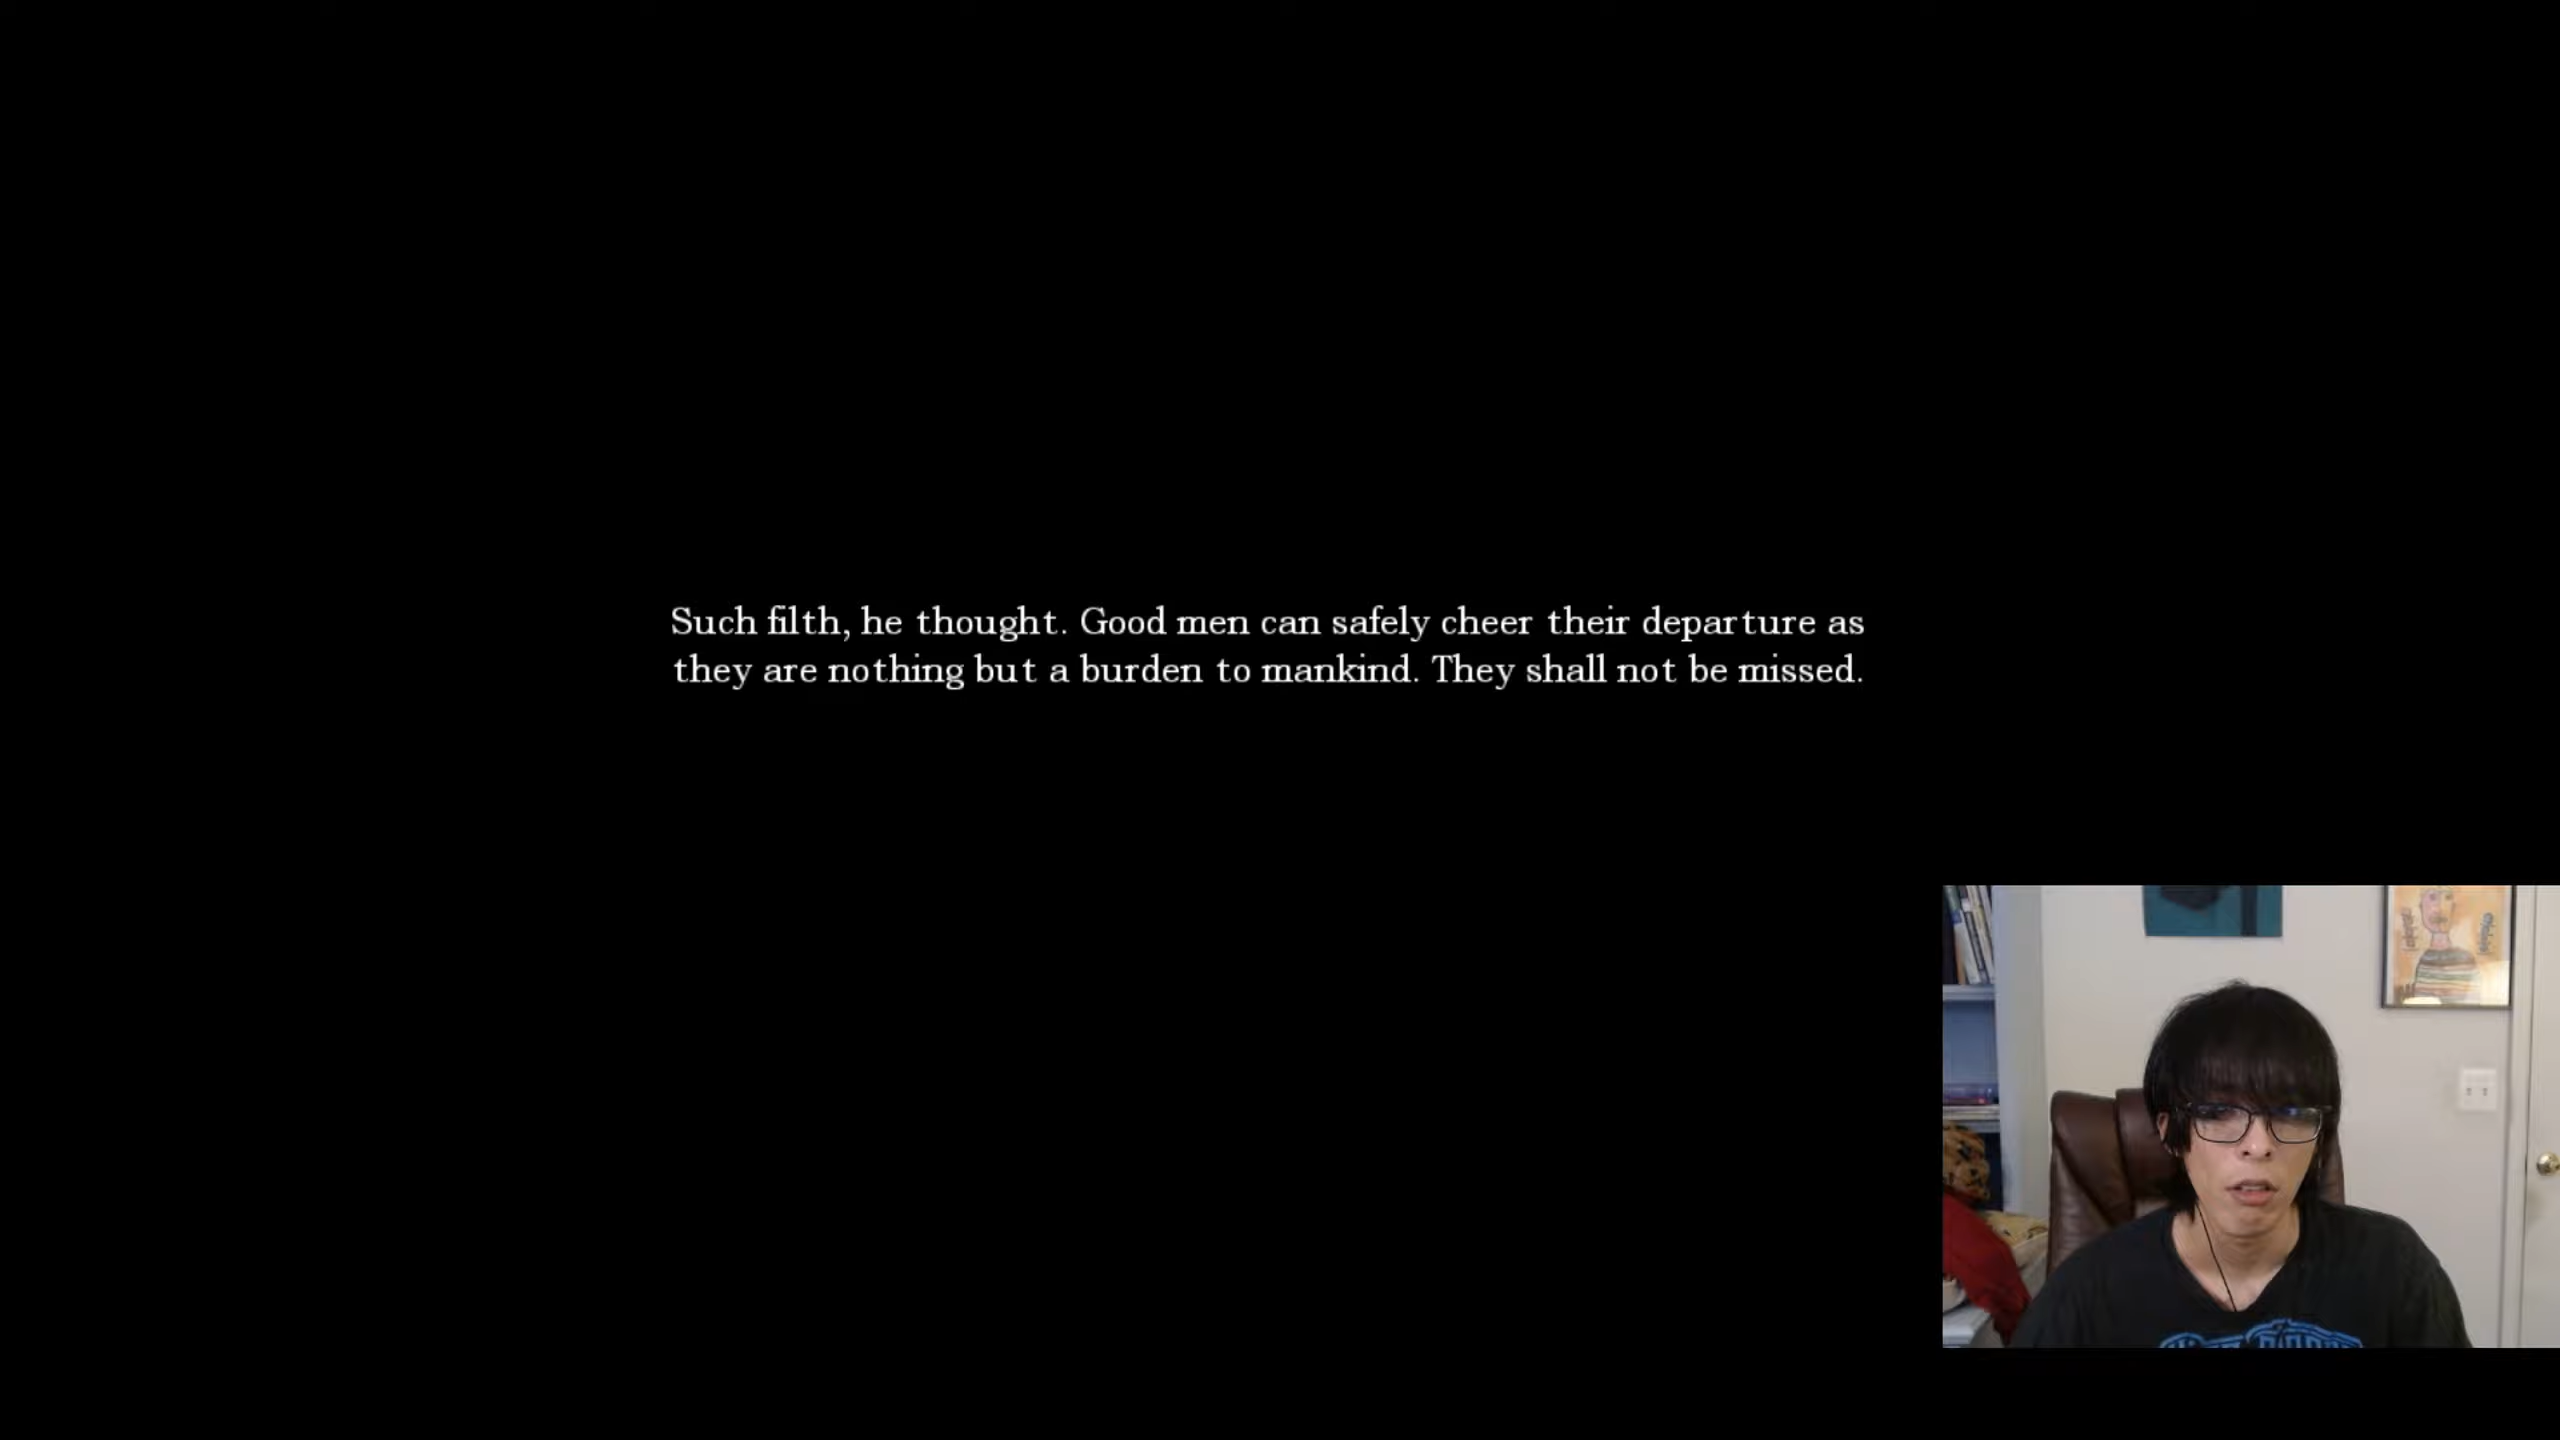 Such filth, he thought. Good men can safely cheer their departure as
they are nothing but a burden to mankind. They shall not be missed.